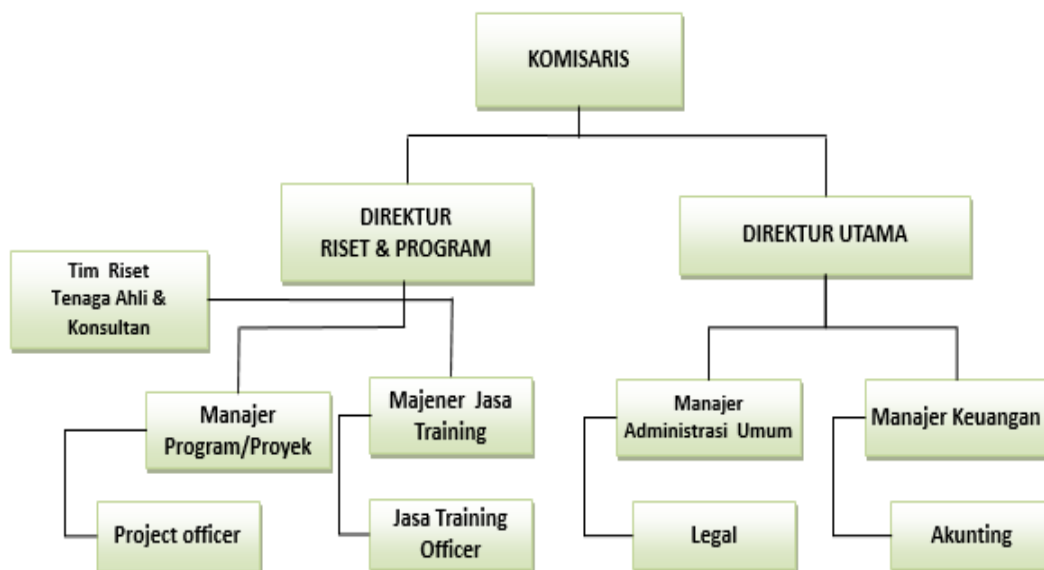 KOMISARIS
DIREKTUR
RISET & PROGRAM
DIREKTUR UTAMA
Tim Riset
Tenaga Ahli &
Konsultan
Manajer
Program/Proyek
Majener Jasa
Training
Manajer
Administrasi Umum
Manajer Keuangan
Project officer
Jasa Training
Officer
Legal
Akunting